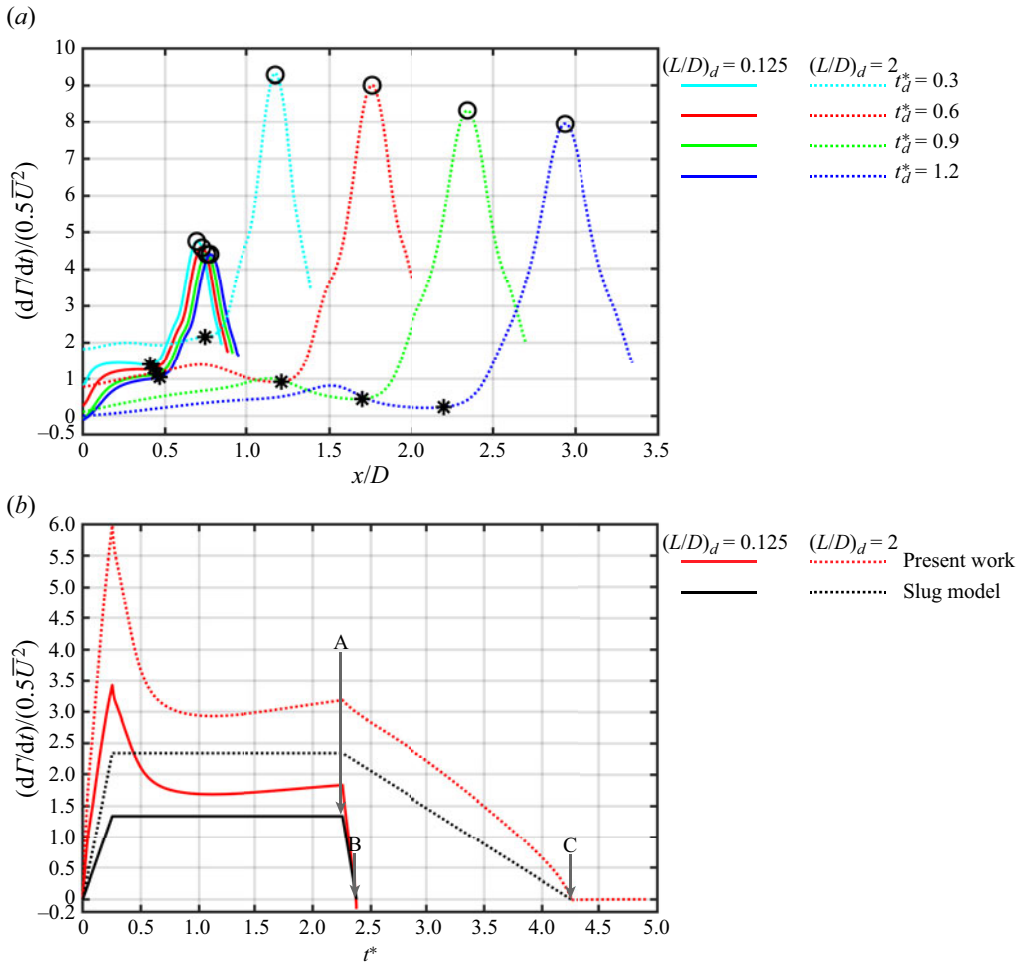 (a)
10
9
8
7
6
5
4
3
2
1
0
–0.5
(dΓ/dt)/(0.5U̅²)
0 0.5 1.0 1.5 2.0 2.5 3.0 3.5
x/D
(L/D)d = 0.125 (L/D)d = 2
t*d = 0.3
t*d = 0.6
t*d = 0.9
t*d = 1.2
(b)
6.0
5.5
5.0
4.5
4.0
3.5
3.0
2.5
2.0
1.5
1.0
0.5
0
–0.2
(dΓ/dt)/(0.5U̅²)
A
B
C
0 0.5 1.0 1.5 2.0 2.5 3.0 3.5 4.0 4.5 5.0
t*
(L/D)d = 0.125 (L/D)d = 2
Present work
Slug model